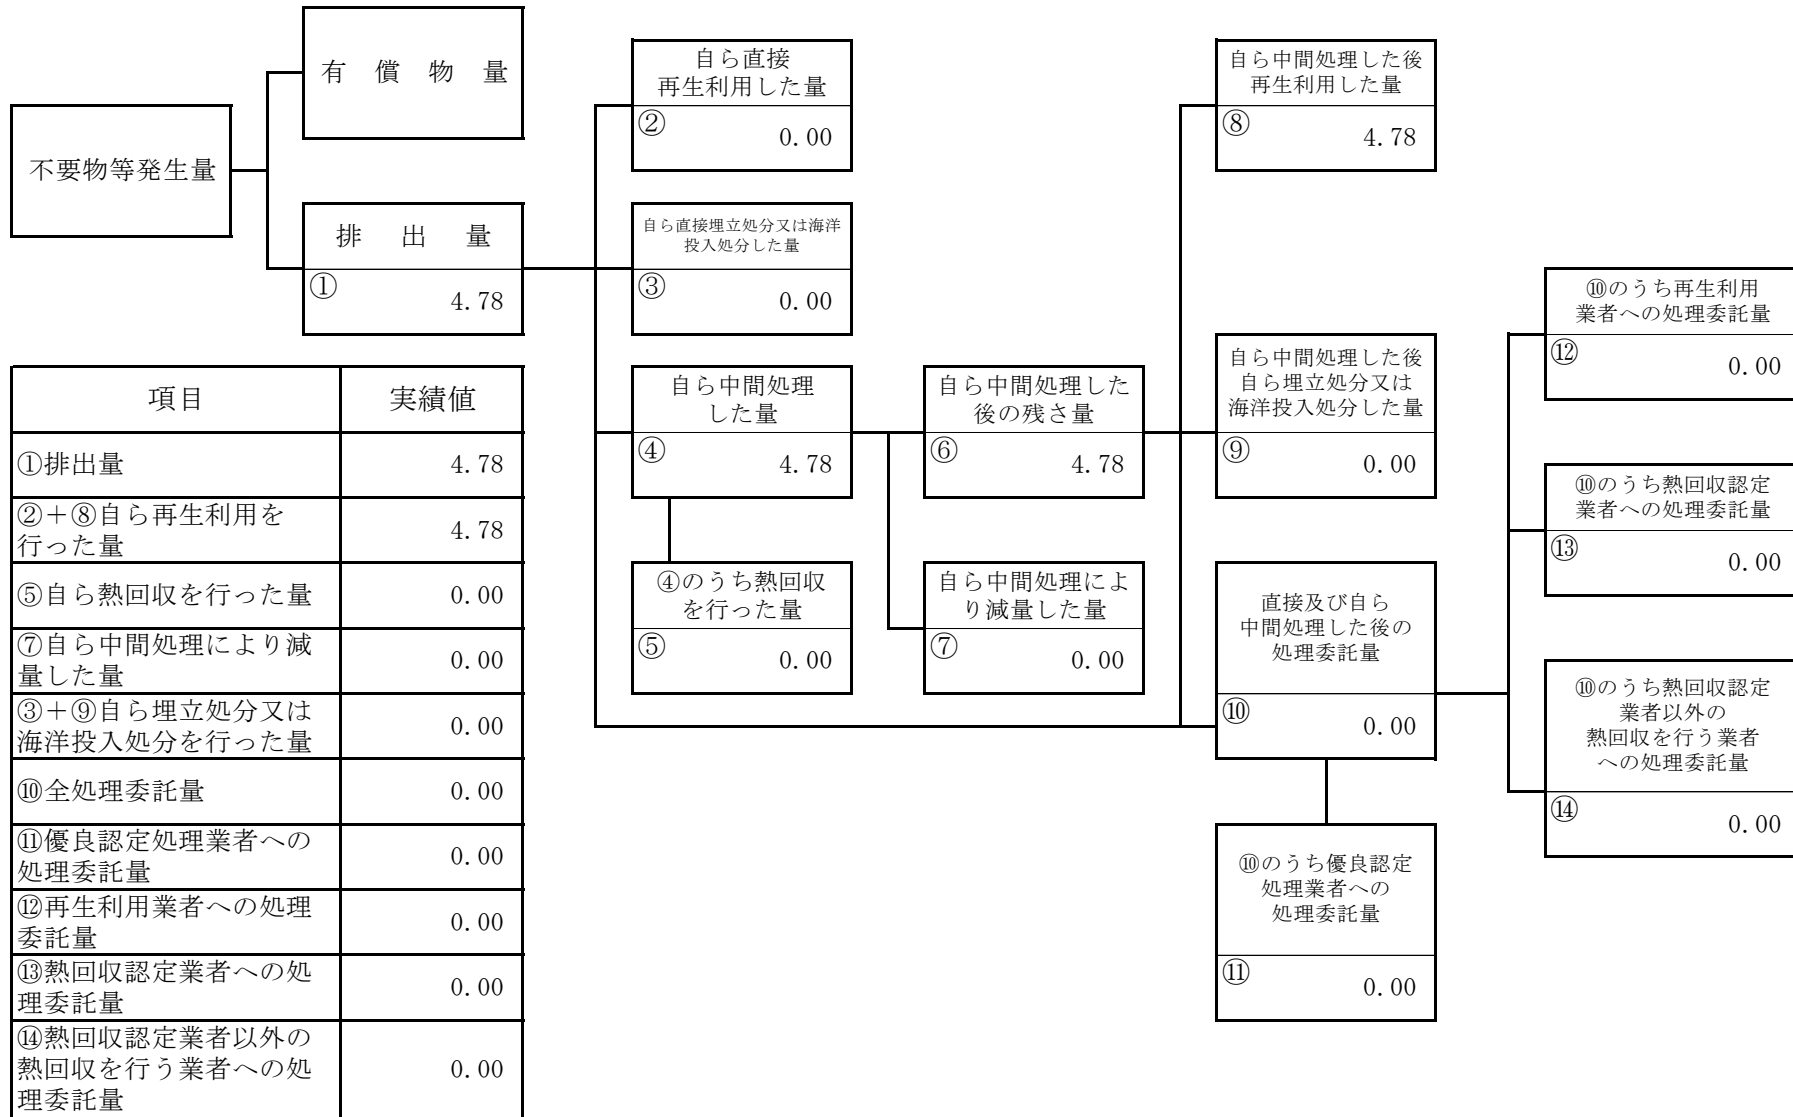 有 償 物 量
不要物等発生量
排 出 量
①
4.78
自ら直接
再生利用した量
②
0.00
自ら直接埋立処分又は海洋
投入処分した量
③
0.00
自ら中間処理
した量
④
4.78
④のうち熱回収
を行った量
⑤
0.00
自ら中間処理した
後の残さ量
⑥
4.78
自ら中間処理によ
り減量した量
⑦
0.00
自ら中間処理した後
再生利用した量
⑧
4.78
自ら中間処理した後
自ら埋立処分又は
海洋投入処分した量
⑨
0.00
直接及び自ら
中間処理した後の
処理委託量
⑩
0.00
⑩のうち優良認定
処理業者への
処理委託量
⑪
0.00
⑩のうち再生利用
業者への処理委託量
⑫
0.00
⑩のうち熱回収認定
業者への処理委託量
⑬
0.00
⑩のうち熱回収認定
業者以外の
熱回収を行う業者
への処理委託量
⑭
0.00
項目 実績値
①排出量 4.78
②＋⑧自ら再生利用を
行った量 4.78
⑤自ら熱回収を行った量 0.00
⑦自ら中間処理により減
量した量 0.00
③＋⑨自ら埋立処分又は
海洋投入処分を行った量 0.00
⑩全処理委託量 0.00
⑪優良認定処理業者への
処理委託量 0.00
⑫再生利用業者への処理
委託量 0.00
⑬熱回収認定業者への処
理委託量 0.00
⑭熱回収認定業者以外の
熱回収を行う業者への処
理委託量 0.00